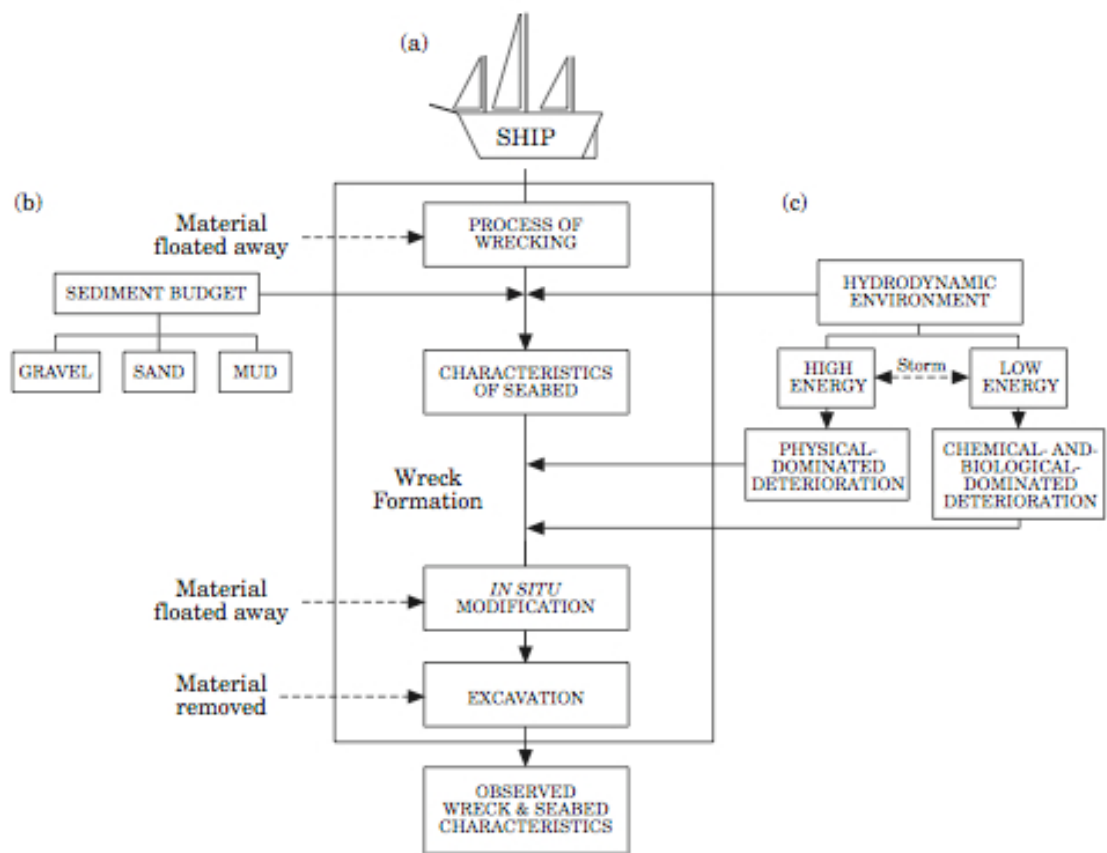 (a)
SHIP
(b)
(c)
Material
floated away
PROCESS OF
WRECKING
SEDIMENT BUDGET
HYDRODYNAMIC
ENVIRONMENT
GRAVEL
SAND
MUD
CHARACTERISTICS
OF SEABED
HIGH
ENERGY
Storm
LOW
ENERGY
PHYSICAL-
DOMINATED
DETERIORATION
CHEMICAL- AND-
BIOLOGICAL-
DOMINATED
DETERIORATION
Wreck
Formation
Material
floated away
IN SITU
MODIFICATION
Material
removed
EXCAVATION
OBSERVED
WRECK & SEABED
CHARACTERISTICS